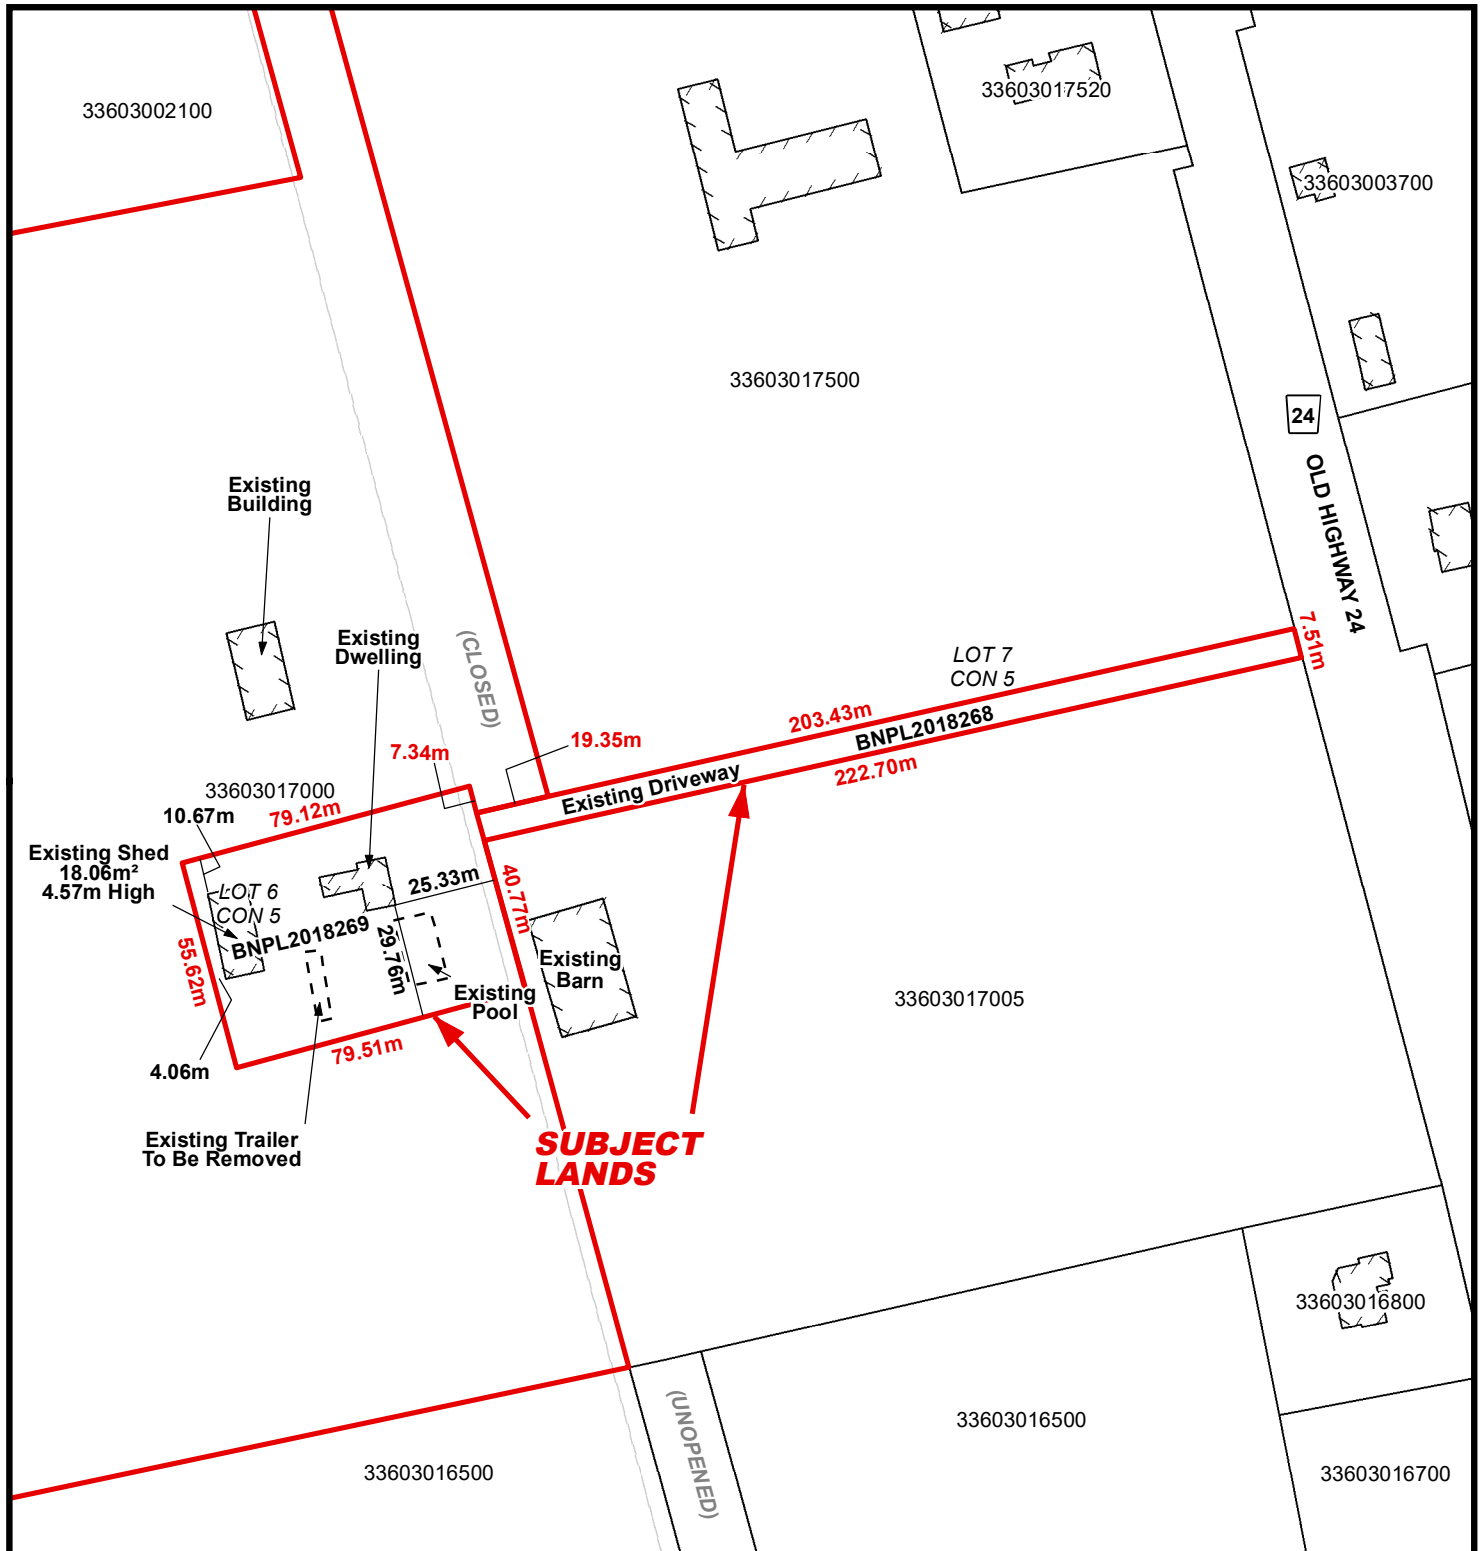 33603002100
33603017520
33603003700
33603017500
24
OLD HIGHWAY 24
Existing
Building
Existing
Dwelling
(CLOSED)
LOT 7
CON 5
7.51m
203.43m
BNPL2018268
222.70m
19.35m
7.34m
Existing Driveway
33603017000
79.12m
10.67m
Existing Shed
18.06m²
4.57m High
LOT 6
CON 5
BNPL2018269
25.33m
40.77m
29.76m
55.62m
Existing
Barn
Existing
Pool
33603017005
79.51m
4.06m
Existing Trailer
To Be Removed
SUBJECT
LANDS
33603016800
(UNOPENED)
33603016500
33603016500
33603016700